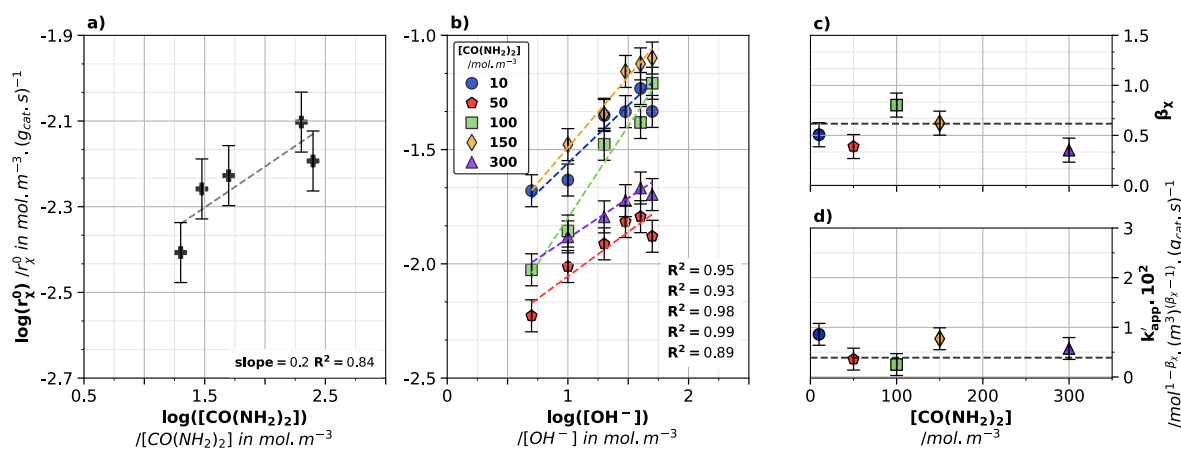 a)
-1.9
-2.1
-2.3
-2.5
-2.7
log(r⁰ᵪ) /r⁰ᵪ in mol. m⁻³. (g_cat. s)⁻¹
slope = 0.2 R² = 0.84
0.5
1.5
2.5
log([CO(NH₂)₂])
/[CO(NH₂)₂] in mol. m⁻³
b)
-1.0
-1.5
-2.0
-2.5
[CO(NH₂)₂]
/mol. m⁻³
10
50
100
150
300
R² = 0.95
R² = 0.93
R² = 0.98
R² = 0.99
R² = 0.89
0
1
2
log([OH⁻])
/[OH⁻] in mol. m⁻³
c)
1.5
1.0
0.5
0.0
βᵪ
d)
3
2
1
0
k′app · 10²
/mol^1−βᵪ. (m³)^(βᵪ−1). (g_cat. s)⁻¹
0
100
200
300
[CO(NH₂)₂]
/mol. m⁻³